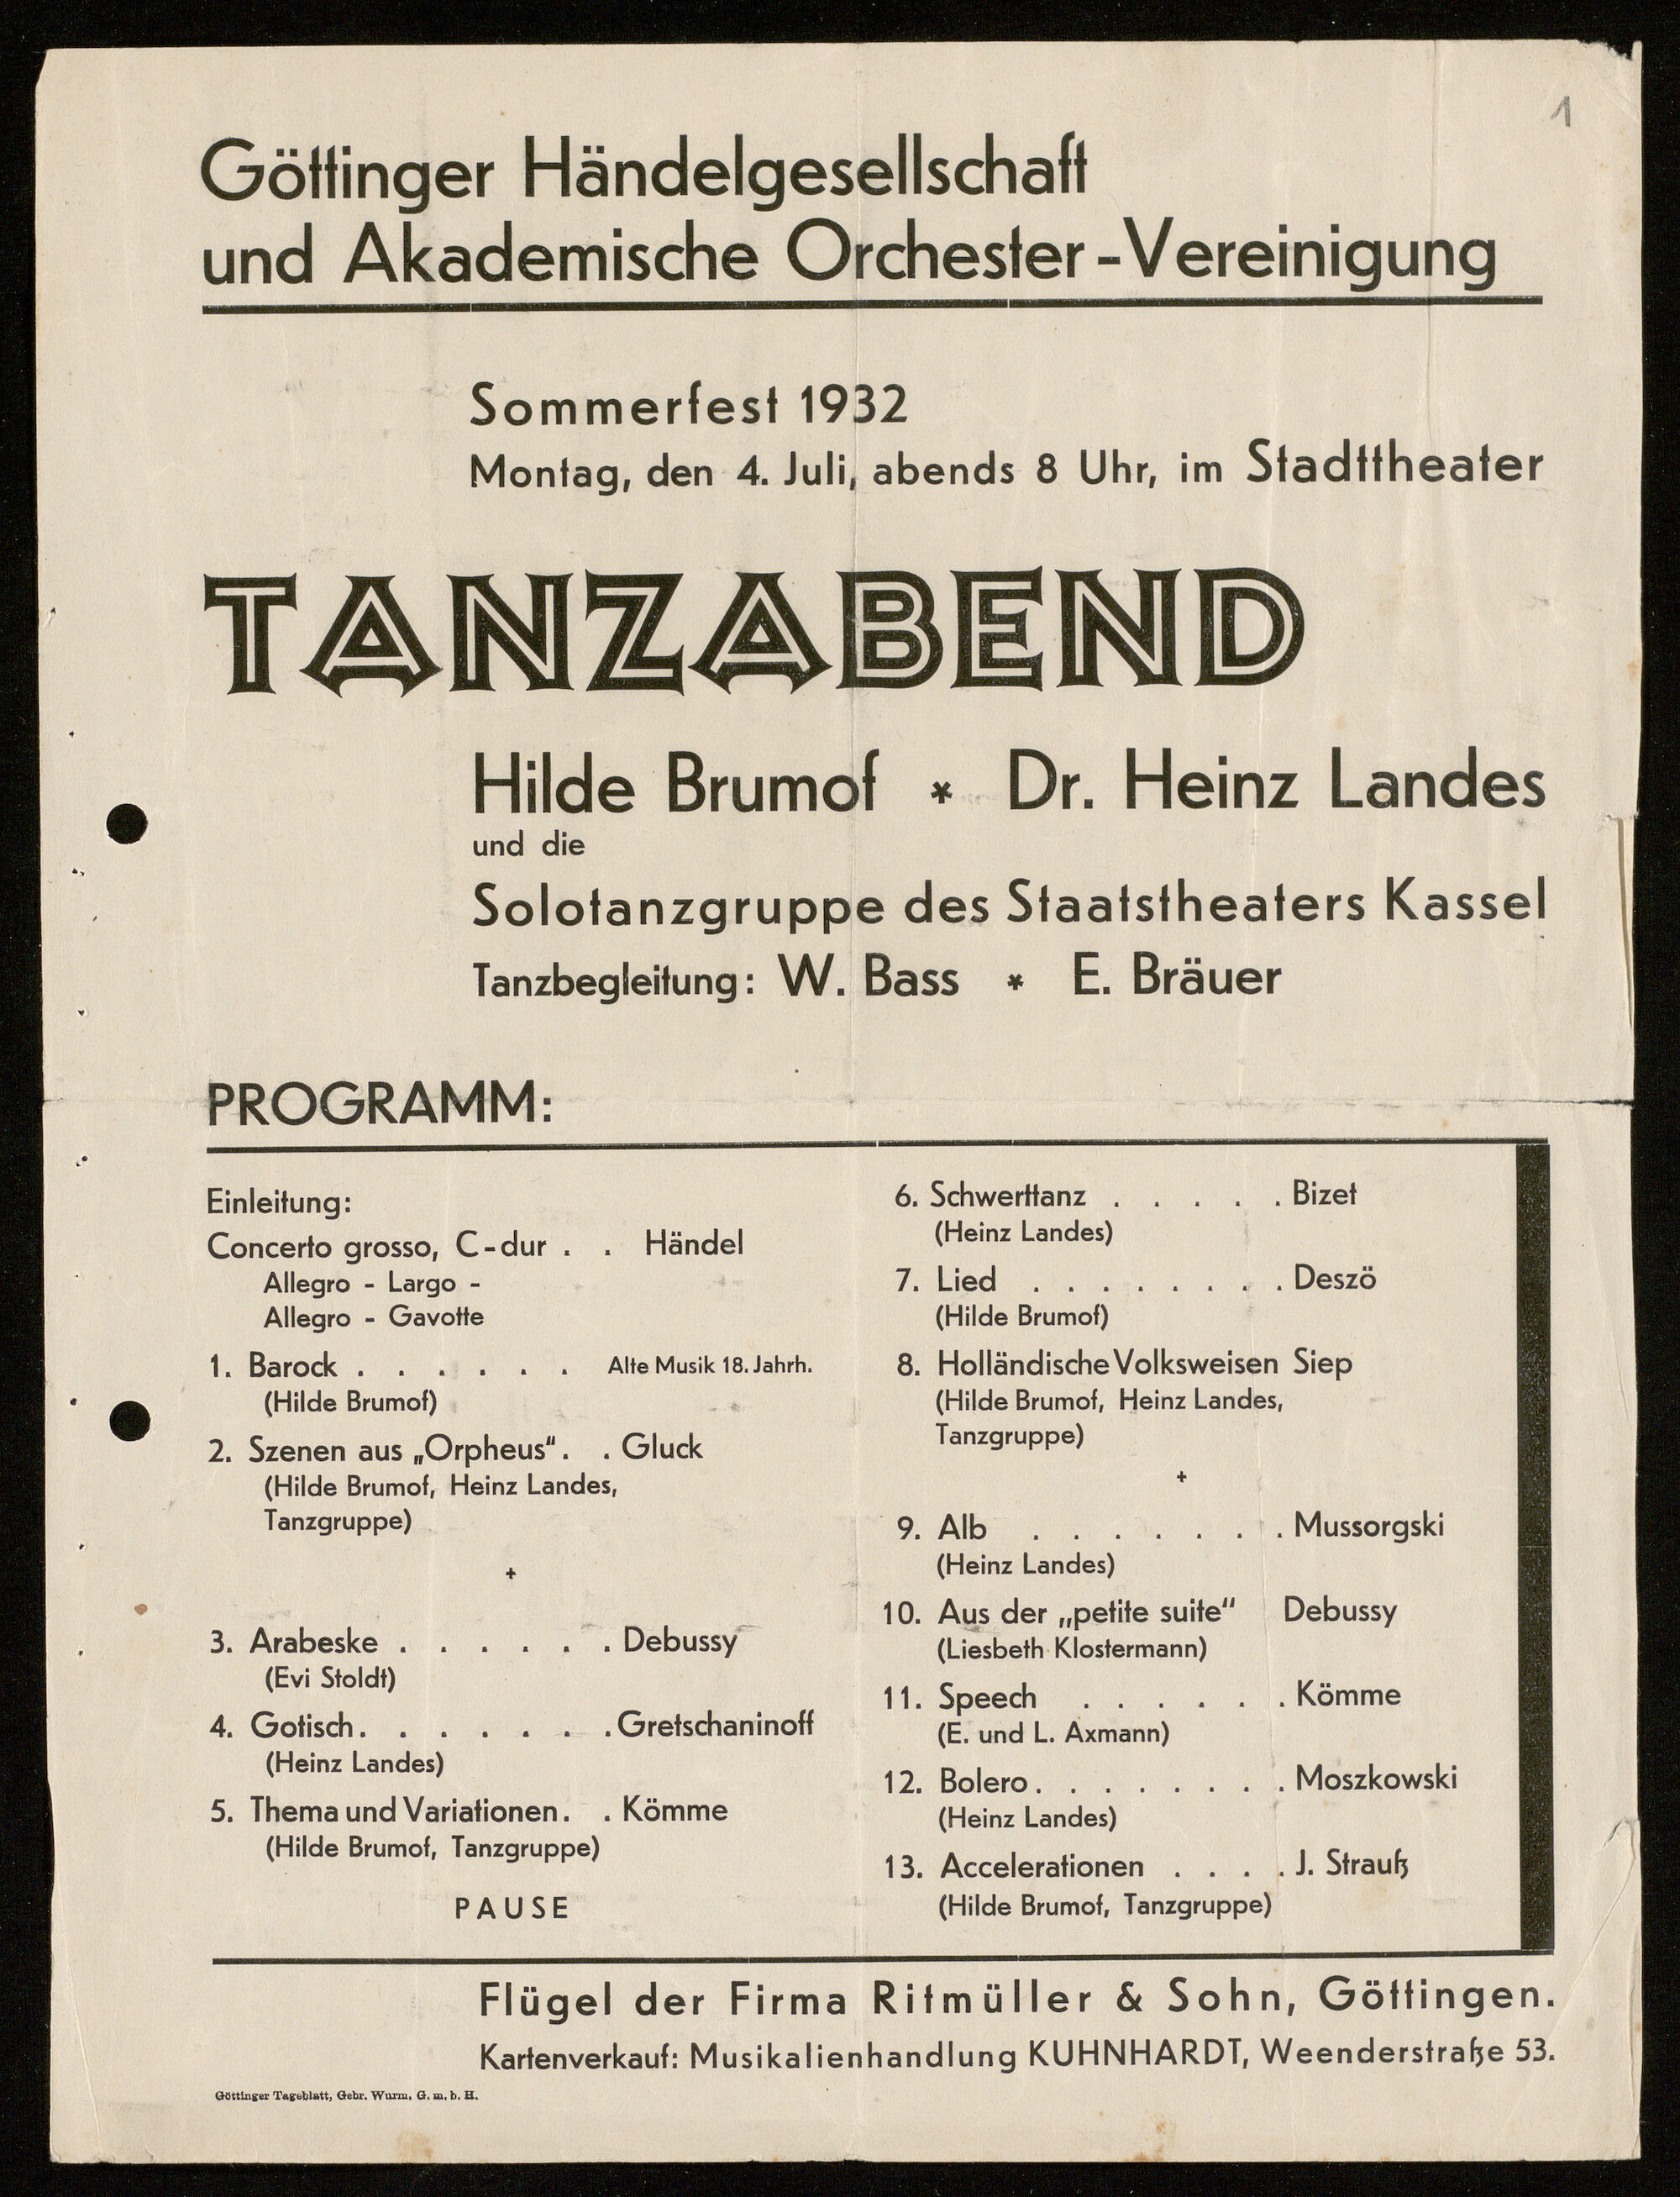 1
Göttinger Händelgesellschaft
und Akademische Orchester-Vereinigung
Sommerfest 1932
Montag, den 4. Juli, abends 8 Uhr, im Stadttheater
TANZABEND
Hilde Brumof * Dr. Heinz Landes
und die
Solotanzgruppe des Staatstheaters Kassel
Tanzbegleitung: W. Bass * E. Bräuer
PROGRAMM:
Einleitung:
Concerto grosso, C-dur . . Händel
Allegro - Largo -
Allegro - Gavotte
1. Barock . . . . . . Alte Musik 18. Jahrh.
(Hilde Brumof)
2. Szenen aus „Orpheus“ . . Gluck
(Hilde Brumof, Heinz Landes,
Tanzgruppe)
+
3. Arabeske . . . . . . Debussy
(Evi Stoldt)
4. Gotisch . . . . . . . Gretschaninoff
(Heinz Landes)
5. Thema und Variationen . . Kömme
(Hilde Brumof, Tanzgruppe)
PAUSE
6. Schwerttanz . . . . . Bizet
(Heinz Landes)
7. Lied . . . . . . . Deszö
(Hilde Brumof)
8. Holländische Volksweisen Siep
(Hilde Brumof, Heinz Landes,
Tanzgruppe)
+
9. Alb . . . . . . . Mussorgski
(Heinz Landes)
10. Aus der „petite suite“ Debussy
(Liesbeth Klostermann)
11. Speech . . . . . . Kömme
(E. und L. Axmann)
12. Bolero . . . . . . . Moszkowski
(Heinz Landes)
13. Accelerationen . . . . J. Strauß
(Hilde Brumof, Tanzgruppe)
Flügel der Firma Ritmüller & Sohn, Göttingen.
Kartenverkauf: Musikalienhandlung KUHNHARDT, Weenderstraße 53.
Göttinger Tageblatt, Gebr. Wurm, G. m. b. H.